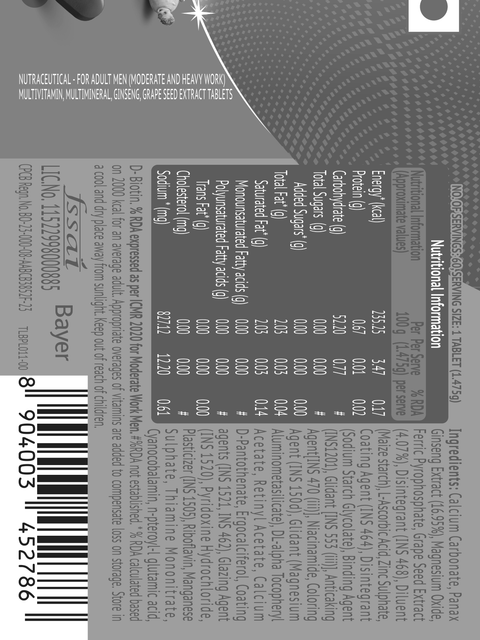 NUTRACEUTICAL - FOR ADULT MEN (MODERATE AND HEAVY WORK)
MULTIVITAMIN, MULTIMINERAL, GINSENG, GRAPE SEED EXTRACT TABLETS
NO.OF SERVINGS: 60 SERVING SIZE: 1 TABLET (1.475g)
Nutritional Information
Nutritional Information Per Per Serve % RDA
(Approximate values) 100 g (1.475g) per serve
Energy* (Kcal) 235.25 3.47 0.17
Protein (g) 0.67 0.01 0.02
Carbohydrate (g) 52.20 0.77 #
Total Sugars (g) 0.00 0.00 #
Added Sugars* (g) 0.00 0.00 0.00
Total Fat* (g) 2.05 0.03 0.04
Saturated Fat* (g) 2.05 0.03 0.14
Monounsaturated Fatty acids (g) 0.00 0.00 #
Polyunsaturated Fatty acids (g) 0.00 0.00 #
Trans Fat* (g) 0.00 0.00 0.00
Cholesterol (mg) 0.00 0.00 #
Sodium* (mg) 827.12 12.20 0.61
Ingredients: Calcium Carbonate Panax
Ginseng Extract (16.95%), Magnesium Oxide,
Ferric Pyrophosphate, Grape Seed Extract
(4.07%), Disintegrant (INS 468), Diluent
(Maize starch), L-Ascorbic Acid, Zinc Sulphate,
Coating Agent (INS 464), Disintegrant
(Sodium Starch Glycolate), Binding Agent
(INS1201), Glidant [INS 553 (iii)], Anticaking
Agent[INS 470 (iii)], Niacinamide, Coloring
Agent (INS 150d), Glidant (Magnesium
Aluminometasilicate), DL-alpha Tocopheryl
Acetate, Retinyl Acetate, Calcium
D-Pantothenate, Ergocalciferol, Coating
agents (INS 1521, INS 462), Glazing Agent
(INS 1520), Pyridoxine Hydrochloride,
Plasticizer (INS 1505), Riboflavin, Manganese
Sulphate, Thiamine Mononitrate,
Cyanocobalamin, n-pteroyl-l glutamic acid,
D- Biotin. % RDA expressed as per ICMR 2020 for Moderate Work Men. #%RDA not established. * % RDA calculated based
on 2000 kcal for an average adult. Appropriate overages of vitamins are added to compensate loss on storage. Store in
a cool and dry place away from sunlight. Keep out of reach of children.
fssai
Bayer
LIC.No. 11522998000885
TLBPLD1:00
8 904003 452786